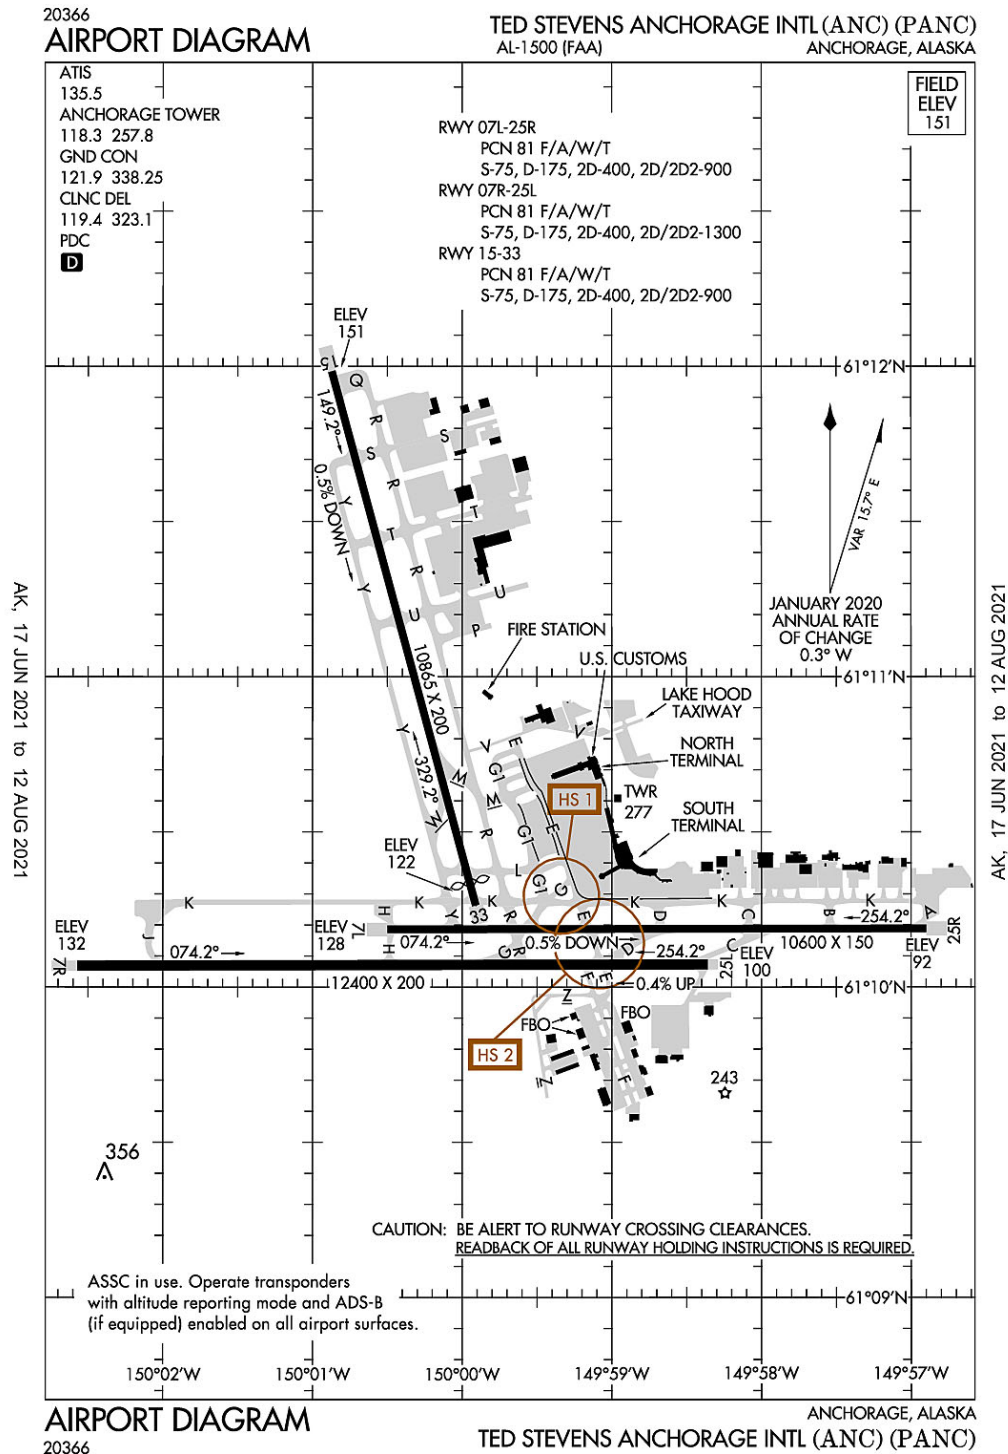 20366
AIRPORT DIAGRAM
TED STEVENS ANCHORAGE INTL (ANC) (PANC)
AL-1500 (FAA)
ANCHORAGE, ALASKA
ATIS
135.5
ANCHORAGE TOWER
118.3 257.8
GND CON
121.9 338.25
CLNC DEL
119.4 323.1
PDC
D
FIELD
ELEV
151
RWY 07L-25R
PCN 81 F/A/W/T
S-75, D-175, 2D-400, 2D/2D2-900
RWY 07R-25L
PCN 81 F/A/W/T
S-75, D-175, 2D-400, 2D/2D2-1300
RWY 15-33
PCN 81 F/A/W/T
S-75, D-175, 2D-400, 2D/2D2-900
ELEV
151
15
61°12'N
149.2°
0.5% DOWN
Q
R
S
S
R
Y
T
T
R
Y
U
U
P
VAR 15.7° E
JANUARY 2020
ANNUAL RATE
OF CHANGE
0.3° W
FIRE STATION
U.S. CUSTOMS
61°11'N
10865 X 200
LAKE HOOD
TAXIWAY
NORTH
TERMINAL
V
V
E
Y
329.2°
M
M
G1
HS 1
TWR
277
SOUTH
TERMINAL
W
R
G1
E
ELEV
122
L
G1
G
K
K
K
K
K
K
H
Y
33
R
E
D
C
B
254.2°
A
J
ELEV
132
ELEV
128
7L
074.2°
0.5% DOWN
10600 X 150
25R
ELEV
92
7R
074.2°
H
G
R
D
254.2°
25L
C
ELEV
100
12400 X 200
F
E
0.4% UP
61°10'N
Z
FBO
FBO
HS 2
Z
F
243
356
CAUTION: BE ALERT TO RUNWAY CROSSING CLEARANCES.
READBACK OF ALL RUNWAY HOLDING INSTRUCTIONS IS REQUIRED.
ASSC in use. Operate transponders
with altitude reporting mode and ADS-B
(if equipped) enabled on all airport surfaces.
61°09'N
150°02'W
150°01'W
150°00'W
149°59'W
149°58'W
149°57'W
AIRPORT DIAGRAM
20366
ANCHORAGE, ALASKA
TED STEVENS ANCHORAGE INTL (ANC) (PANC)
AK, 17 JUN 2021 to 12 AUG 2021
AK, 17 JUN 2021 to 12 AUG 2021